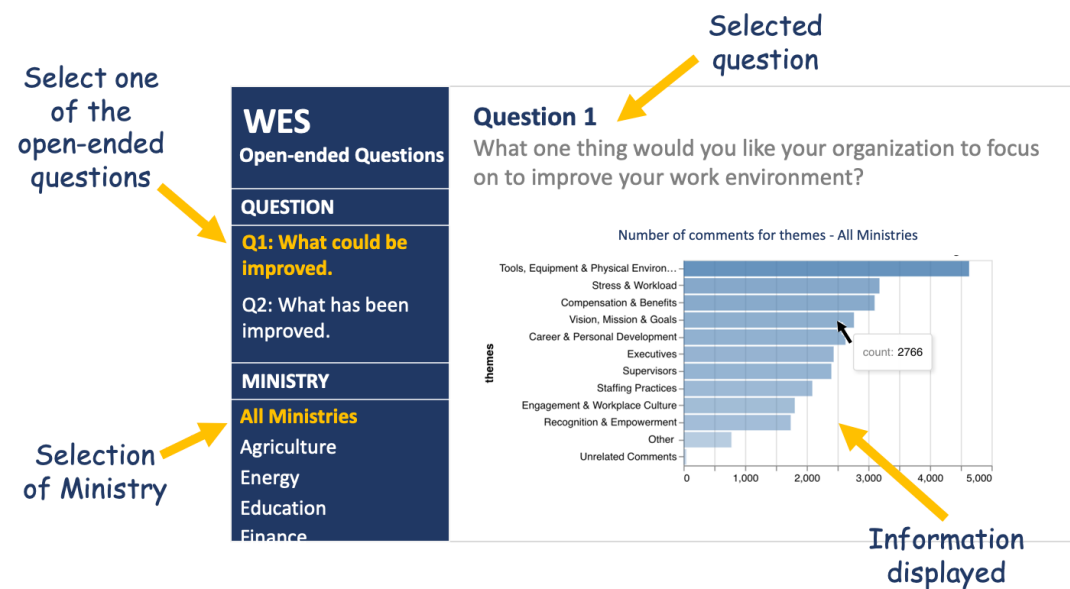 Selected
question
Select one
of the
open-ended
questions
WES
Open-ended Questions
QUESTION
Q1: What could be
improved.
Q2: What has been
improved.
MINISTRY
All Ministries
Agriculture
Energy
Education
Finance
Selection
of Ministry
Question 1
What one thing would you like your organization to focus
on to improve your work environment?
Number of comments for themes - All Ministries
themes
Tools, Equipment & Physical Environ...
Stress & Workload
Compensation & Benefits
Vision, Mission & Goals
Career & Personal Development
Executives
Supervisors
Staffing Practices
Engagement & Workplace Culture
Recognition & Empowerment
Other
Unrelated Comments
count: 2766
0 1,000 2,000 3,000 4,000 5,000
Information
displayed